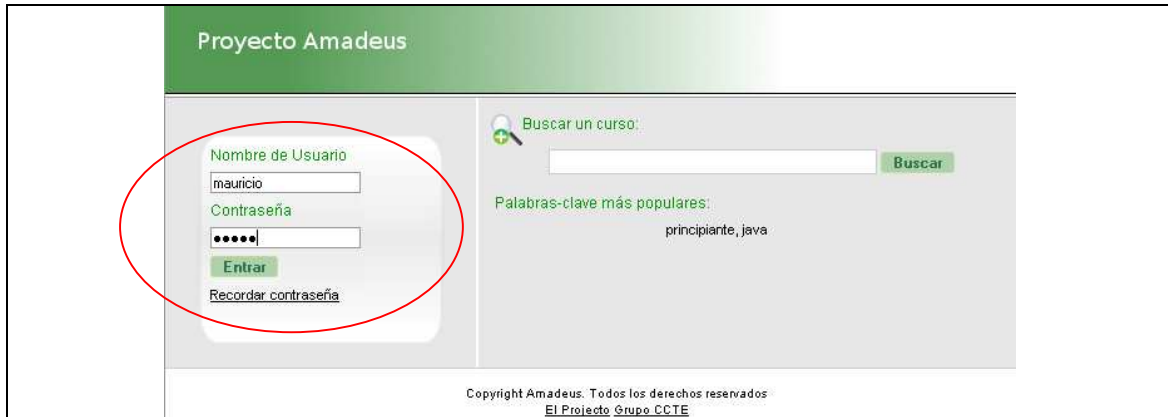 Proyecto Amadeus
Nombre de Usuario
mauricio
Contraseña
●●●●●
Entrar
Recordar contraseña
Buscar un curso:
Buscar
Palabras-clave más populares:
principiante, java
Copyright Amadeus. Todos los derechos reservados
El Projecto Grupo CCTE